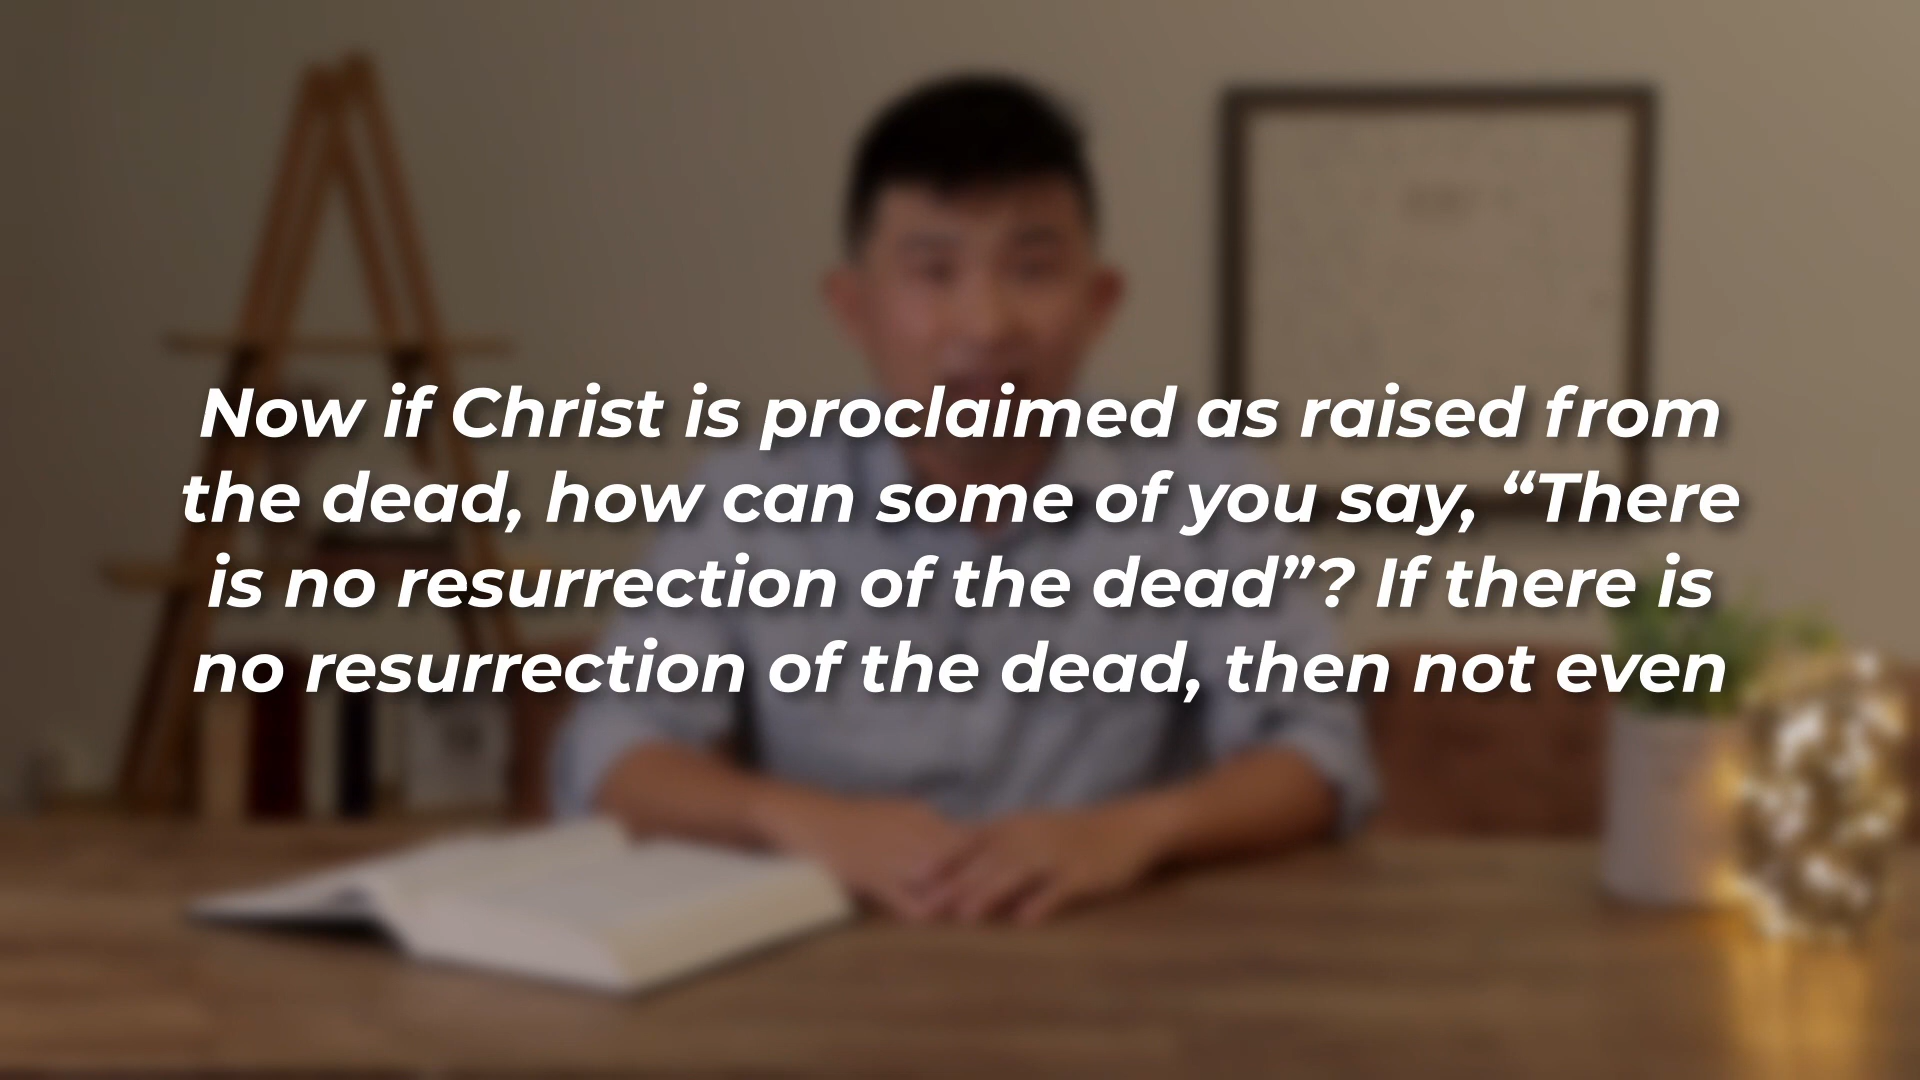 Now if Christ is proclaimed as raised from
the dead, how can some of you say, “There
is no resurrection of the dead”? If there is
no resurrection of the dead, then not even